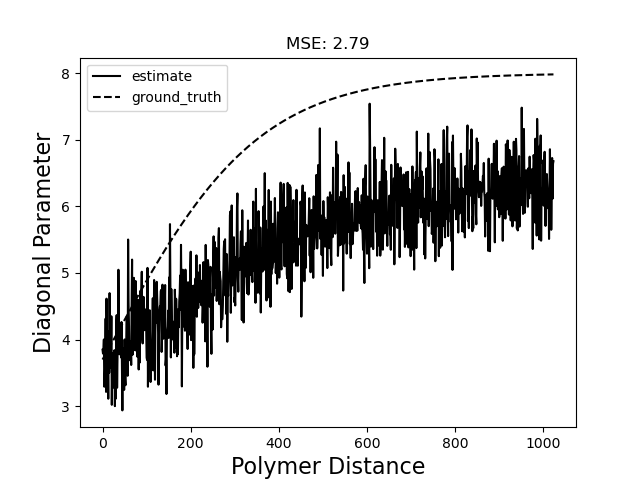 MSE: 2.79
estimate
ground_truth
8
7
6
5
4
3
Diagonal Parameter
0 200 400 600 800 1000
Polymer Distance